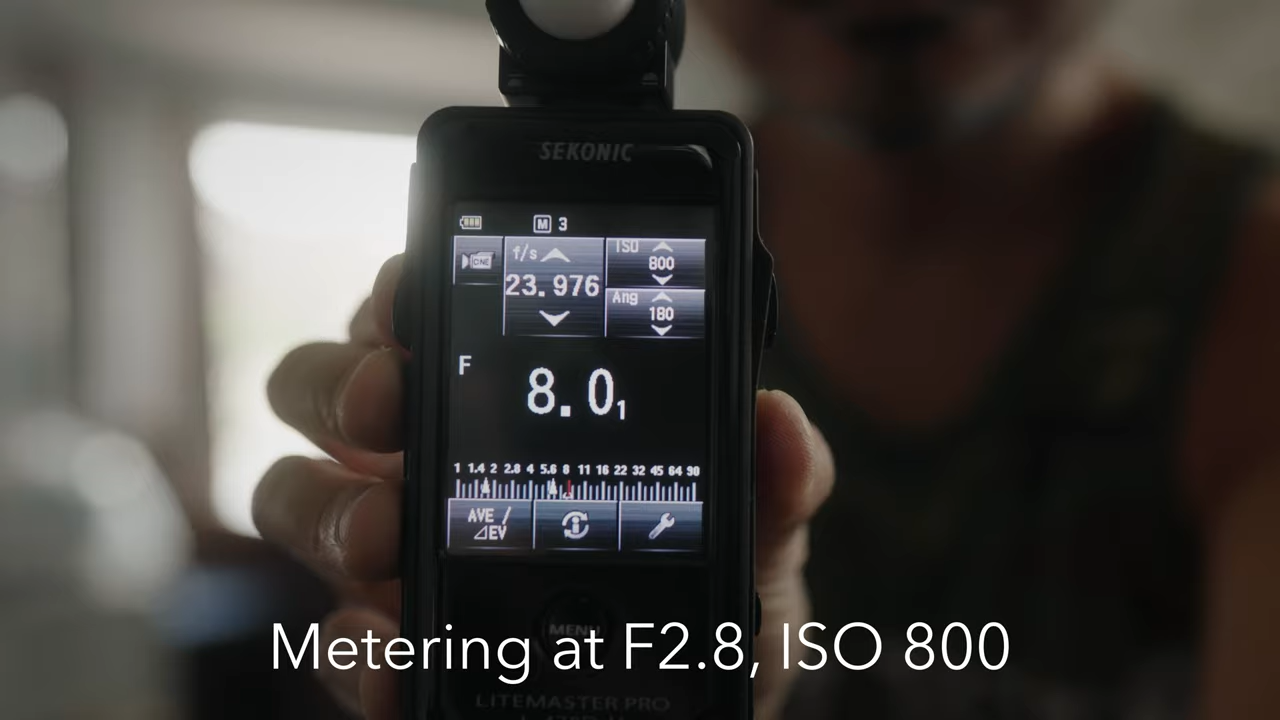 SEKONIC
M 3
CINE
f/s
23.976
ISO
800
Ang
180
F
8.0 1
1 1.4 2 2.8 4 5.6 8 11 16 22 32 45 64 90
AVE /
⊿EV
MENU
Metering at F2.8, ISO 800
LITEMASTER PRO